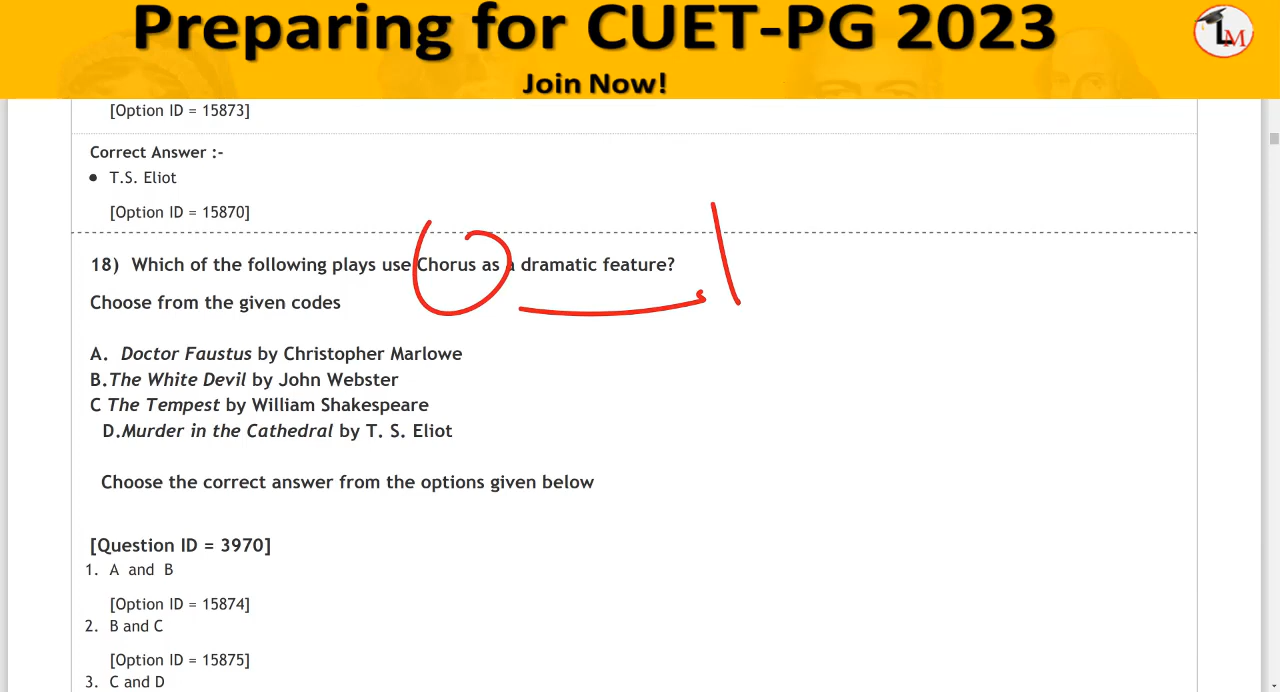 Preparing for CUET-PG 2023
Join Now!
LM
[Option ID = 15873]
Correct Answer :-
● T.S. Eliot
[Option ID = 15870]
18) Which of the following plays use Chorus as a dramatic feature?
Choose from the given codes
A. Doctor Faustus by Christopher Marlowe
B.The White Devil by John Webster
C The Tempest by William Shakespeare
D.Murder in the Cathedral by T. S. Eliot
Choose the correct answer from the options given below
[Question ID = 3970]
1. A and B
[Option ID = 15874]
2. B and C
[Option ID = 15875]
3. C and D